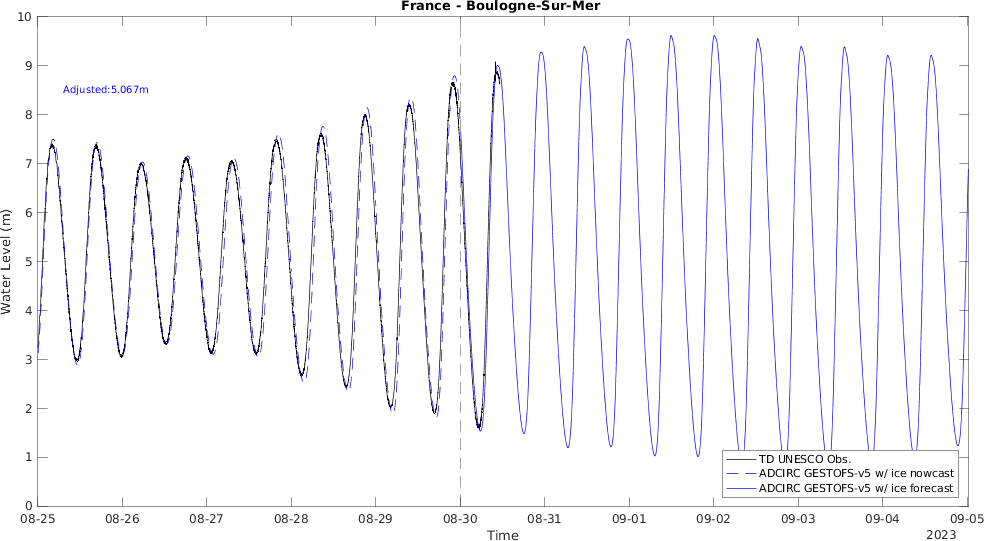 France - Boulogne-Sur-Mer
10
9
8
7
6
5
4
3
2
1
0
Water Level (m)
Adjusted:5.067m
TD UNESCO Obs.
ADCIRC GESTOFS-v5 w/ ice nowcast
ADCIRC GESTOFS-v5 w/ ice forecast
08-25 08-26 08-27 08-28 08-29 08-30 08-31 09-01 09-02 09-03 09-04 09-05
Time
2023